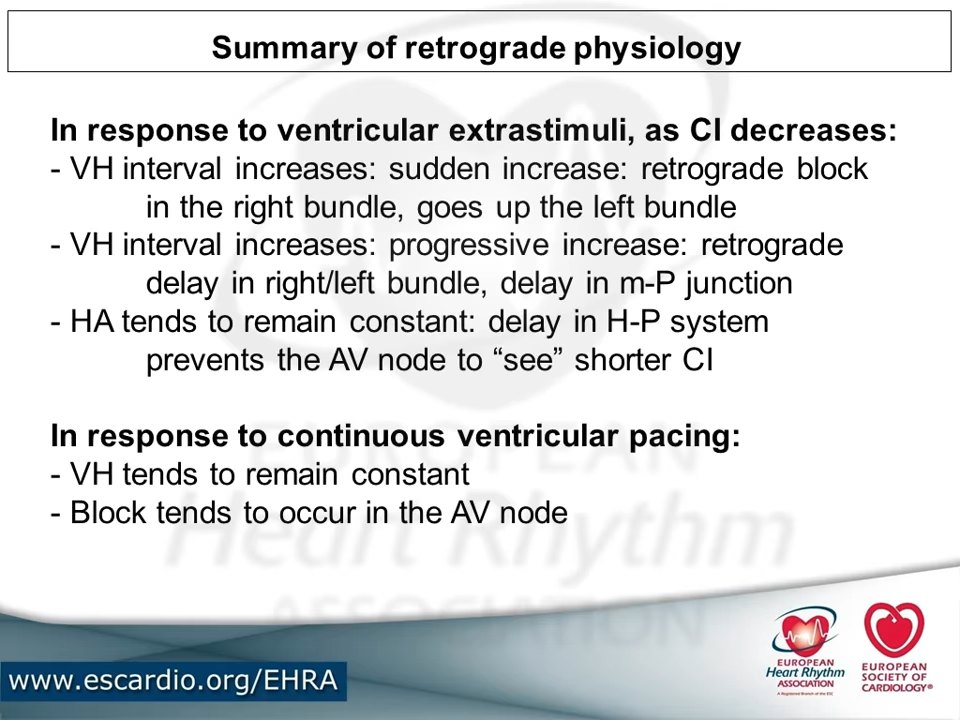 Summary of retrograde physiology
In response to ventricular extrastimuli, as CI decreases:
- VH interval increases: sudden increase: retrograde block
in the right bundle, goes up the left bundle
- VH interval increases: progressive increase: retrograde
delay in right/left bundle, delay in m-P junction
- HA tends to remain constant: delay in H-P system
prevents the AV node to “see” shorter CI
In response to continuous ventricular pacing:
- VH tends to remain constant
- Block tends to occur in the AV node
EUROPEAN
Heart Rhythm
ASSOCIATION
www.escardio.org/EHRA
EUROPEAN
Heart Rhythm
ASSOCIATION
A Registered Branch of the ESC
EUROPEAN
SOCIETY OF
CARDIOLOGY®